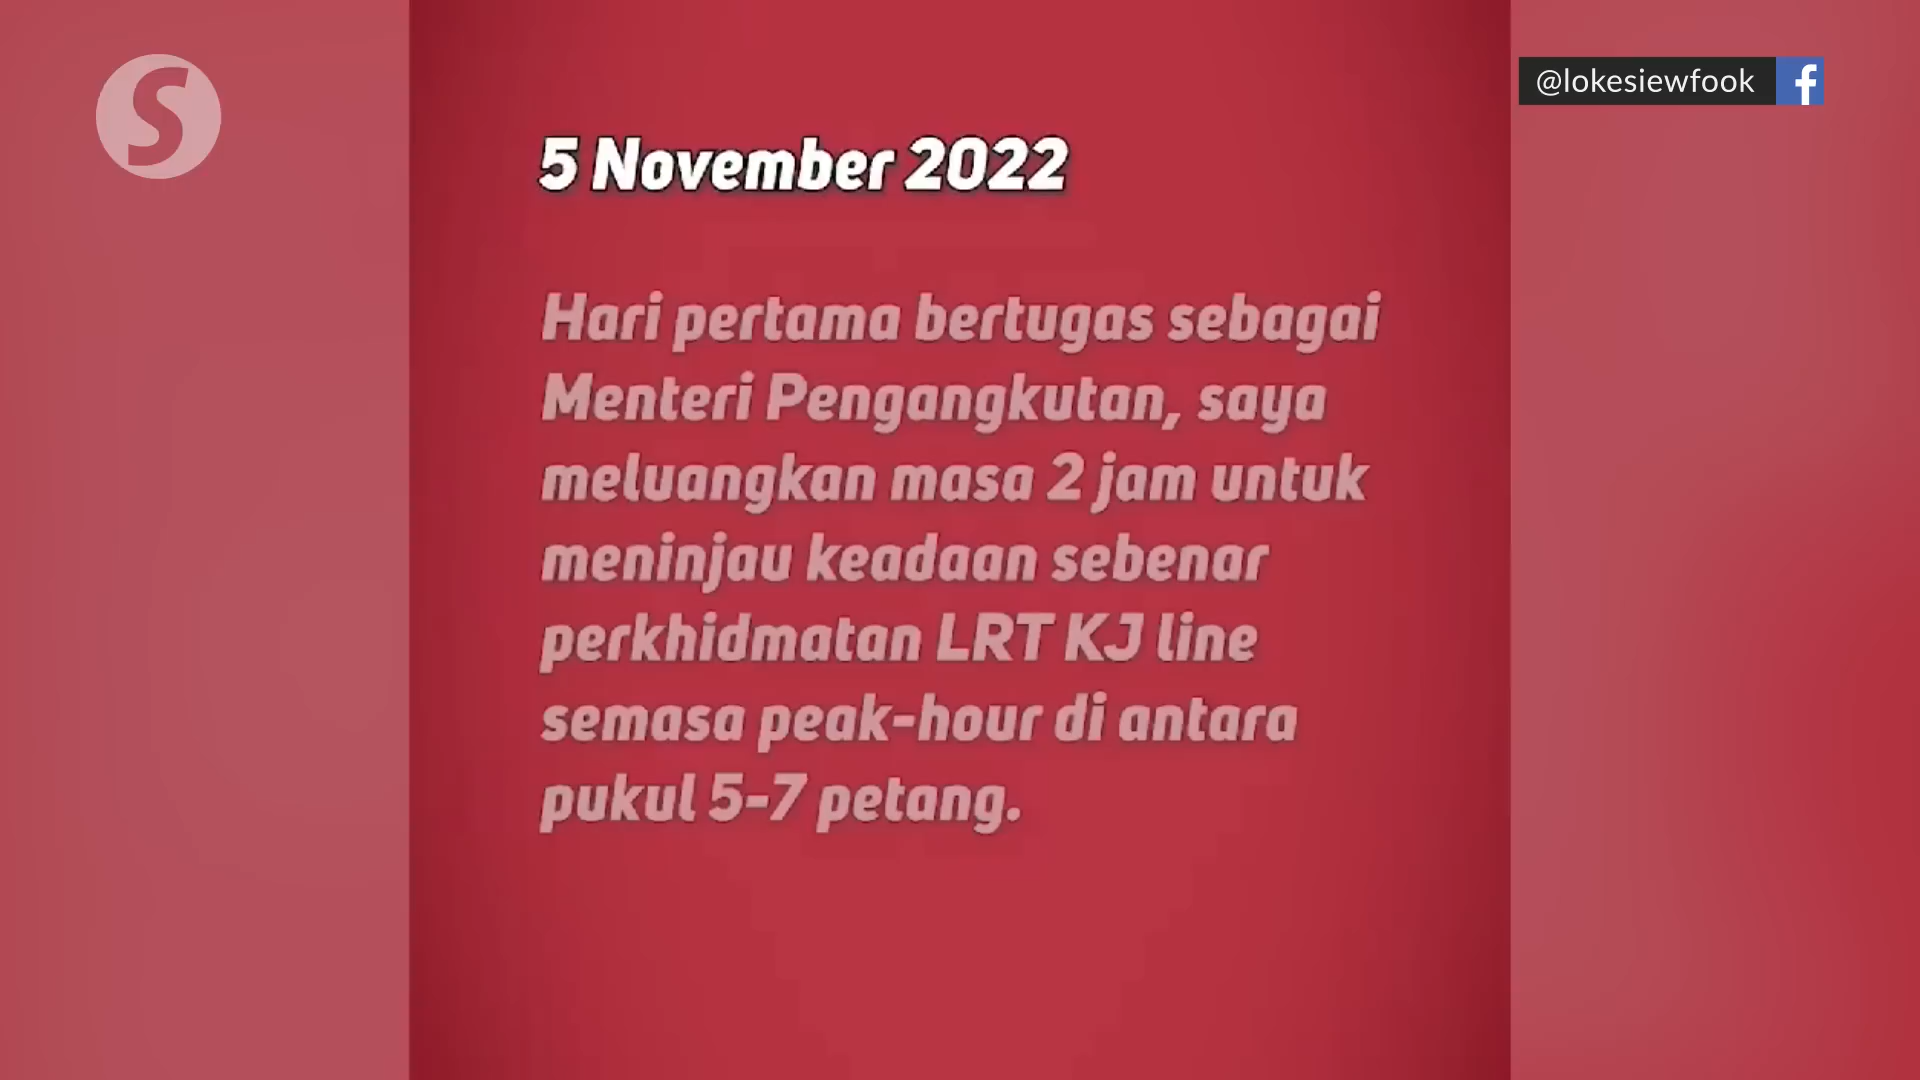 S
@lokesiewfook
5 November 2022
Hari pertama bertugas sebagai
Menteri Pengangkutan, saya
meluangkan masa 2 jam untuk
meninjau keadaan sebenar
perkhidmatan LRT KJ line
semasa peak-hour di antara
pukul 5-7 petang.